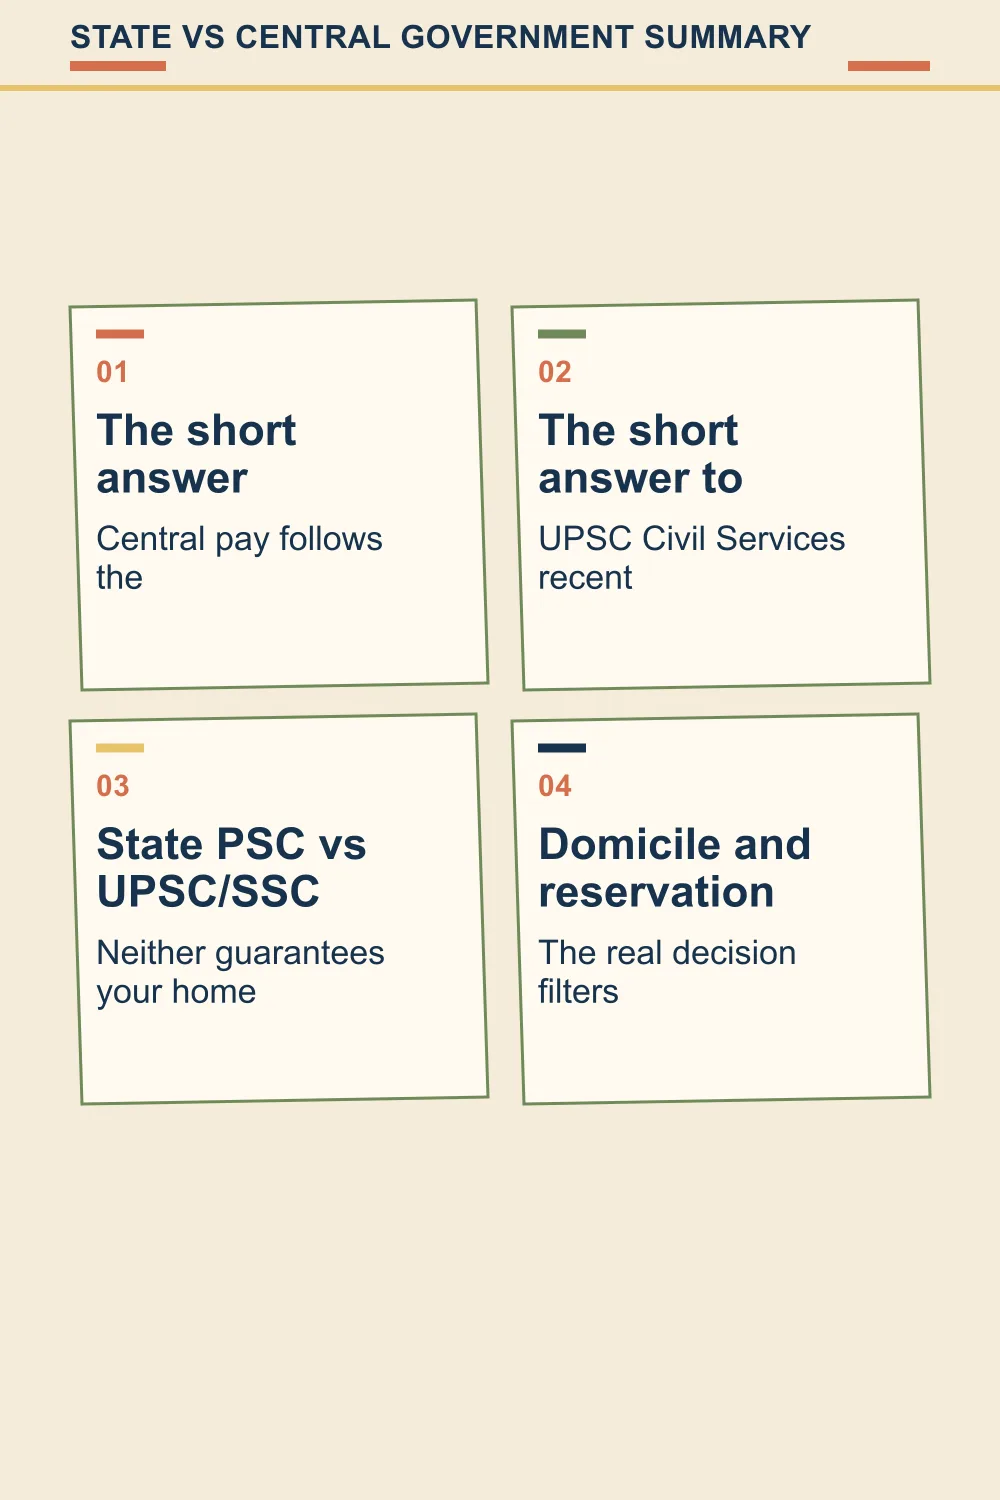 STATE VS CENTRAL GOVERNMENT SUMMARY
01
The short
answer
Central pay follows
the
02
The short
answer to
UPSC Civil Services
recent
03
State PSC vs
UPSC/SSC
Neither guarantees
your home
04
Domicile and
reservation
The real decision
filters